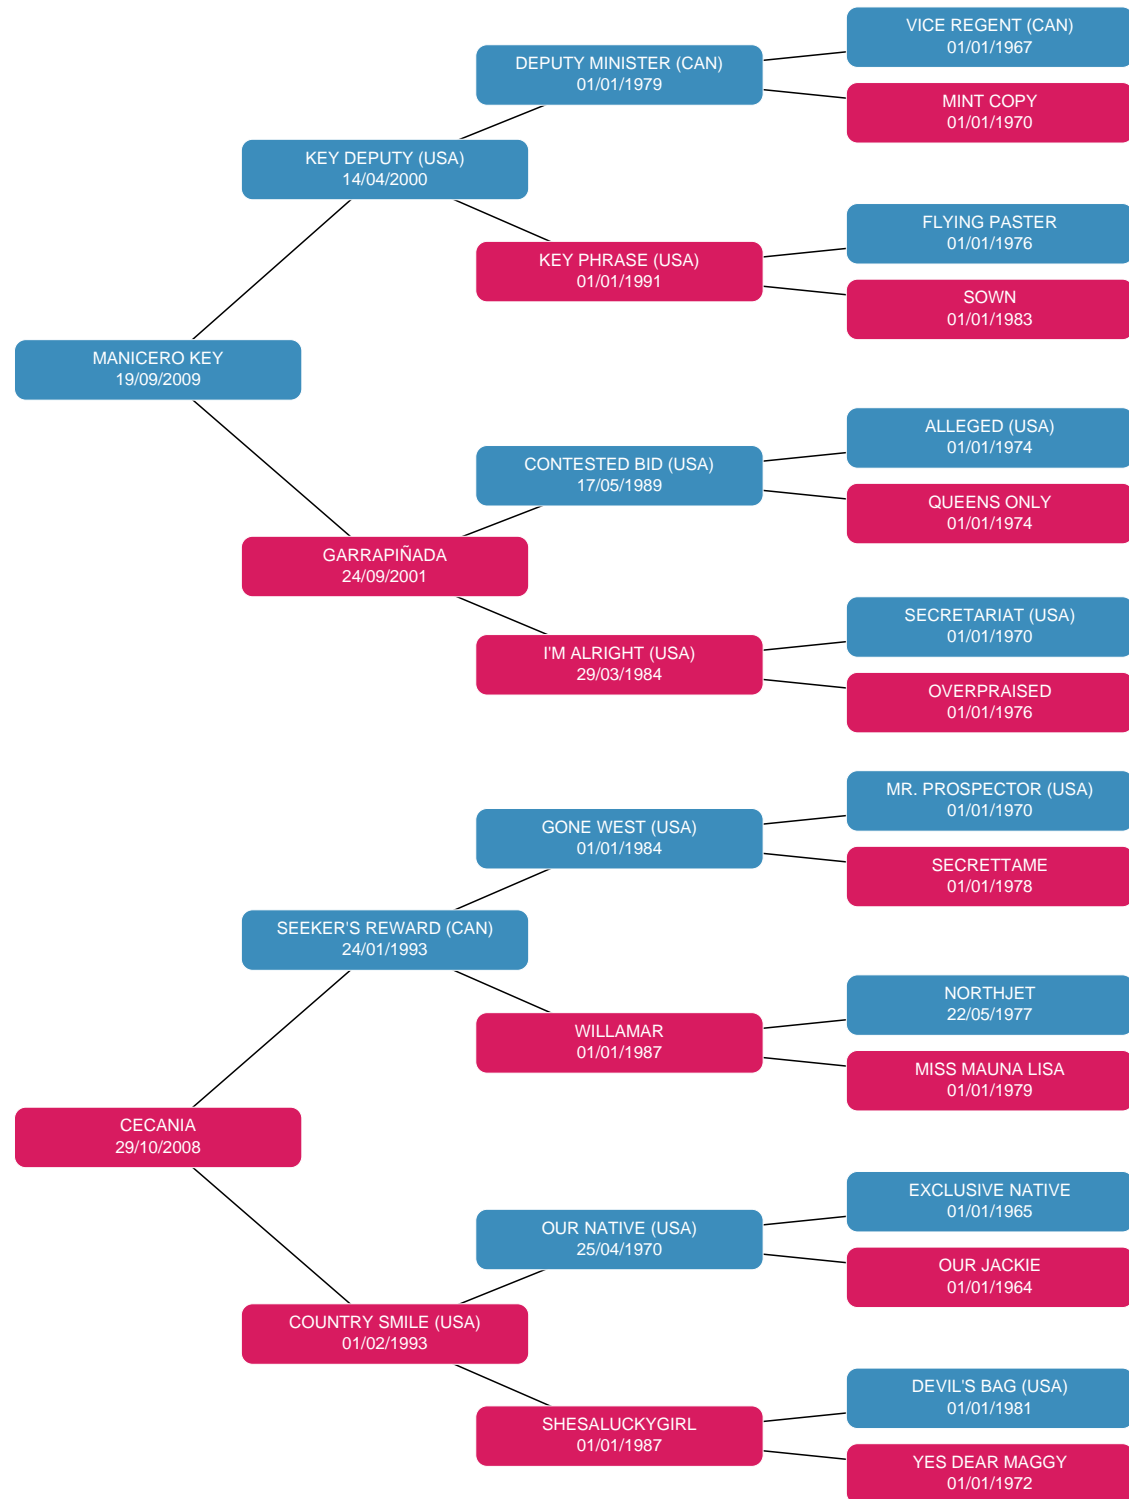 VICE REGENT (CAN)
01/01/1967
DEPUTY MINISTER (CAN)
01/01/1979
MINT COPY
01/01/1970
KEY DEPUTY (USA)
14/04/2000
FLYING PASTER
01/01/1976
KEY PHRASE (USA)
01/01/1991
SOWN
01/01/1983
MANICERO KEY
19/09/2009
ALLEGED (USA)
01/01/1974
CONTESTED BID (USA)
17/05/1989
QUEENS ONLY
01/01/1974
GARRAPIÑADA
24/09/2001
SECRETARIAT (USA)
01/01/1970
I'M ALRIGHT (USA)
29/03/1984
OVERPRAISED
01/01/1976
MR. PROSPECTOR (USA)
01/01/1970
GONE WEST (USA)
01/01/1984
SECRETTAME
01/01/1978
SEEKER'S REWARD (CAN)
24/01/1993
NORTHJET
22/05/1977
WILLAMAR
01/01/1987
MISS MAUNA LISA
01/01/1979
CECANIA
29/10/2008
EXCLUSIVE NATIVE
01/01/1965
OUR NATIVE (USA)
25/04/1970
OUR JACKIE
01/01/1964
COUNTRY SMILE (USA)
01/02/1993
DEVIL'S BAG (USA)
01/01/1981
SHESALUCKYGIRL
01/01/1987
YES DEAR MAGGY
01/01/1972